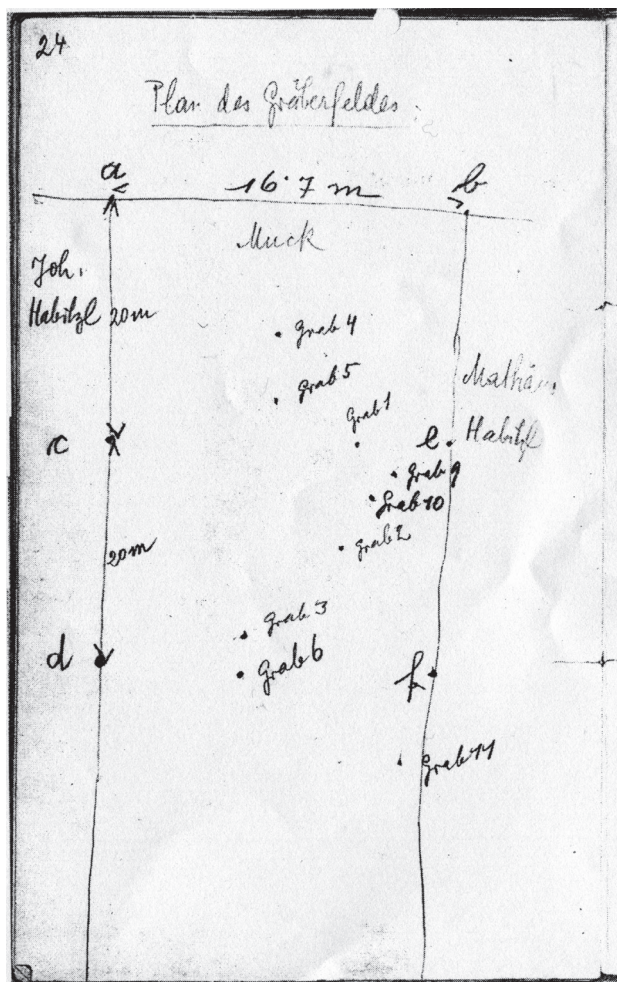 24
Plan des Gräberfeldes.
a 16·7 m b
Muck
Joh.
Habitzl 20m
Grab 4
Mathäus
Grab 5
Grab 1
Habitzl
c
e
Grab 9
Grab 10
20m
Grab 2
Grab 3
d
Grab 6
f
Grab 11